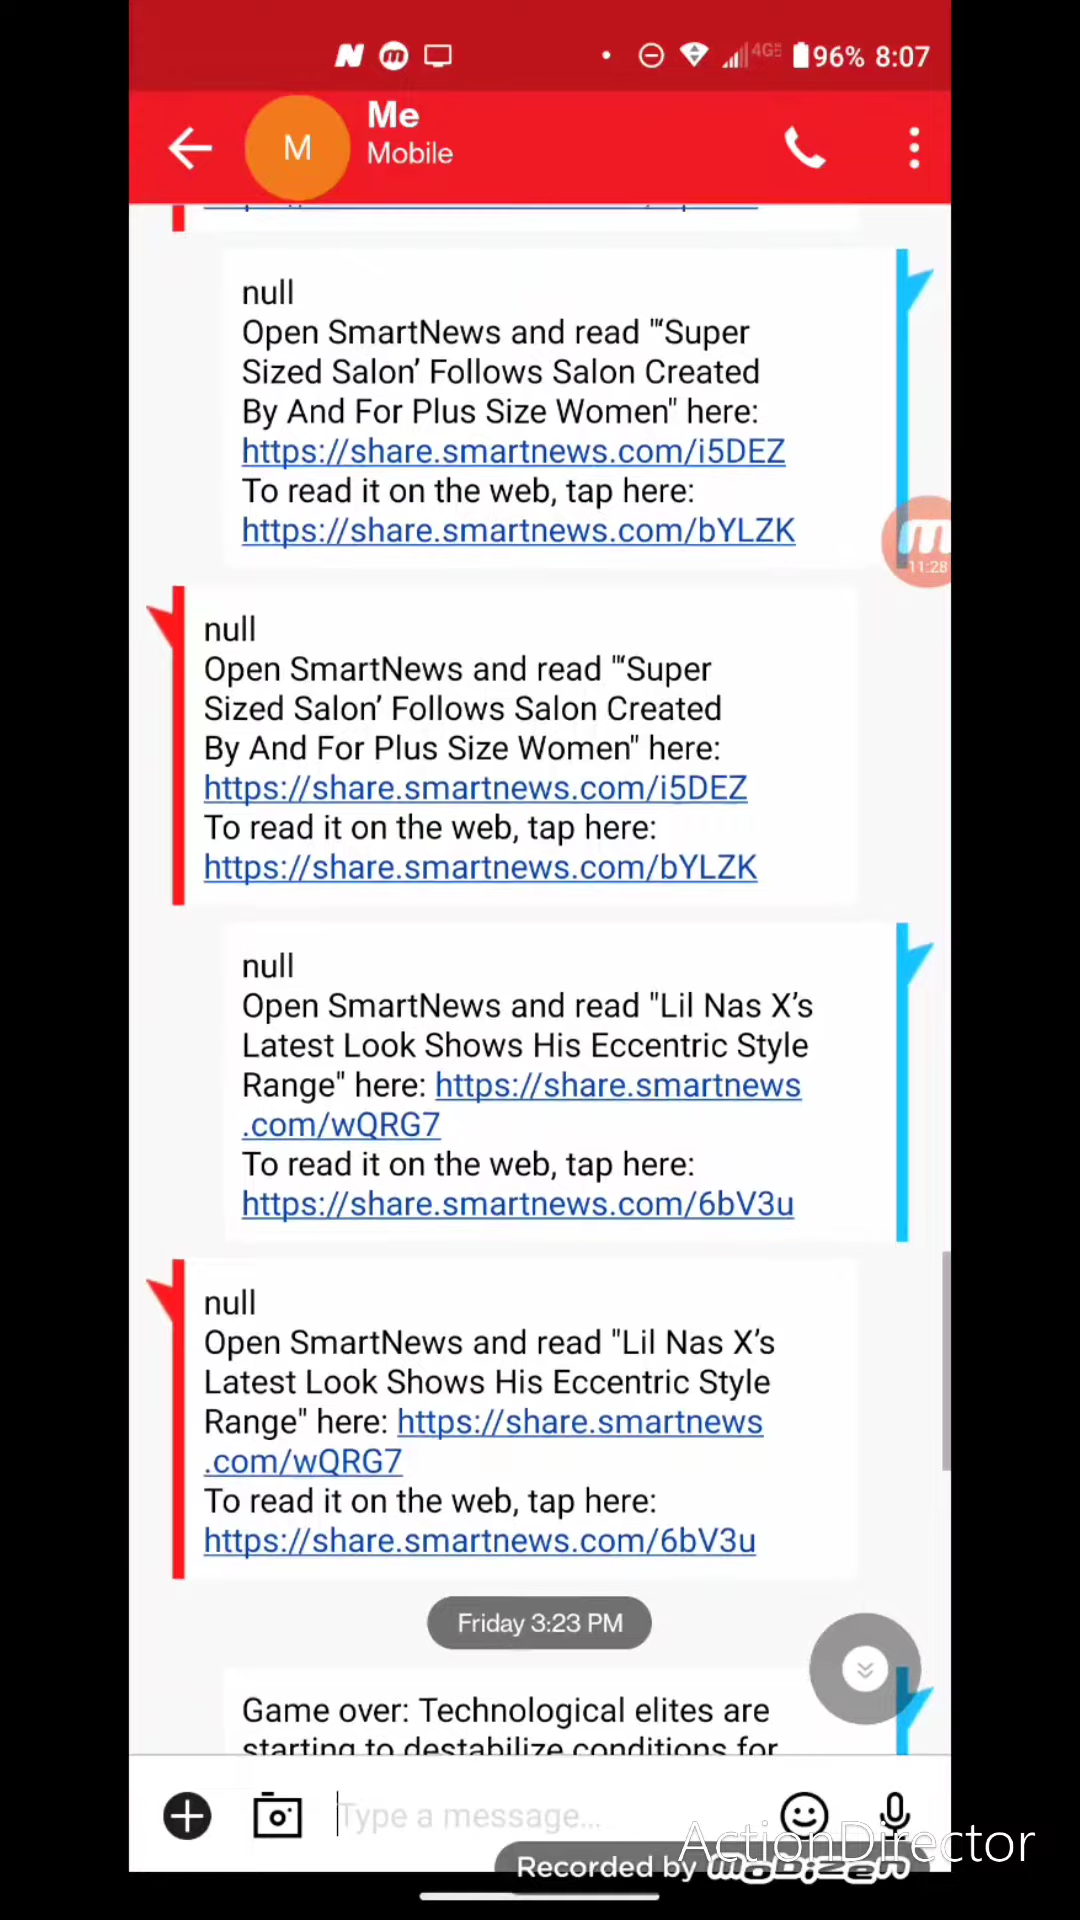 96% 8:07
M
Me
Mobile
null
Open SmartNews and read "‘Super
Sized Salon’ Follows Salon Created
By And For Plus Size Women" here:
https://share.smartnews.com/i5DEZ
To read it on the web, tap here:
https://share.smartnews.com/bYLZK
11:28
null
Open SmartNews and read "‘Super
Sized Salon’ Follows Salon Created
By And For Plus Size Women" here:
https://share.smartnews.com/i5DEZ
To read it on the web, tap here:
https://share.smartnews.com/bYLZK
null
Open SmartNews and read "Lil Nas X’s
Latest Look Shows His Eccentric Style
Range" here: https://share.smartnews
.com/wQRG7
To read it on the web, tap here:
https://share.smartnews.com/6bV3u
null
Open SmartNews and read "Lil Nas X’s
Latest Look Shows His Eccentric Style
Range" here: https://share.smartnews
.com/wQRG7
To read it on the web, tap here:
https://share.smartnews.com/6bV3u
Friday 3:23 PM
Game over: Technological elites are
starting to destabilize conditions for
Type a message...
ActionDirector
Recorded by mobizen